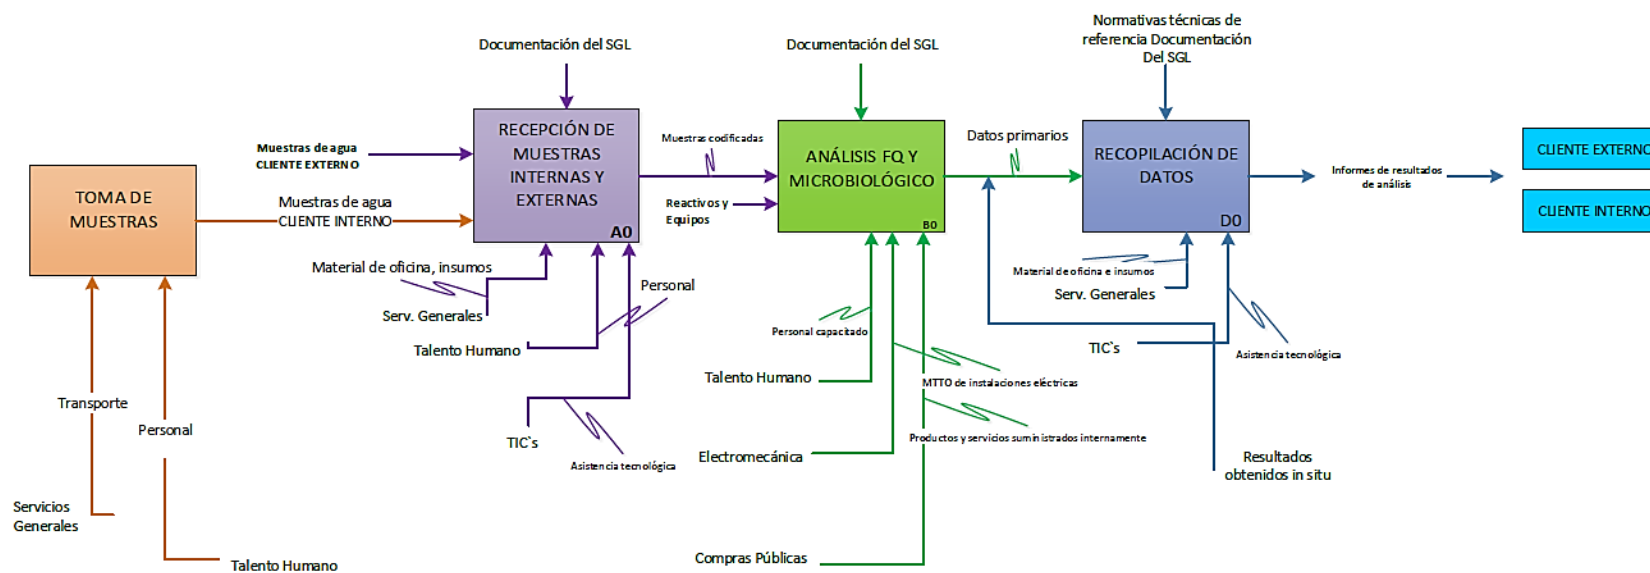 Documentación del SGL
Documentación del SGL
Normativas técnicas de
referencia Documentación
Del SGL
TOMA DE
MUESTRAS
Muestras de agua
CLIENTE EXTERNO
Muestras de agua
CLIENTE INTERNO
RECEPCIÓN DE
MUESTRAS
INTERNAS Y
EXTERNAS
A0
Muestras codificadas
Reactivos y
Equipos
ANÁLISIS FQ Y
MICROBIOLÓGICO
B0
Datos primarios
RECOPILACIÓN DE
DATOS
D0
Informes de resultados
de análisis
CLIENTE EXTERNO
CLIENTE INTERNO
Material de oficina, insumos
Serv. Generales
Personal
Talento Humano
TIC`s
Asistencia tecnológica
Transporte
Personal
Servicios
Generales
Talento Humano
Personal capacitado
Talento Humano
MTTO de instalaciones eléctricas
Electromecánica
Productos y servicios suministrados internamente
Compras Públicas
Material de oficina e insumos
Serv. Generales
TIC`s
Asistencia tecnológica
Resultados
obtenidos in situ